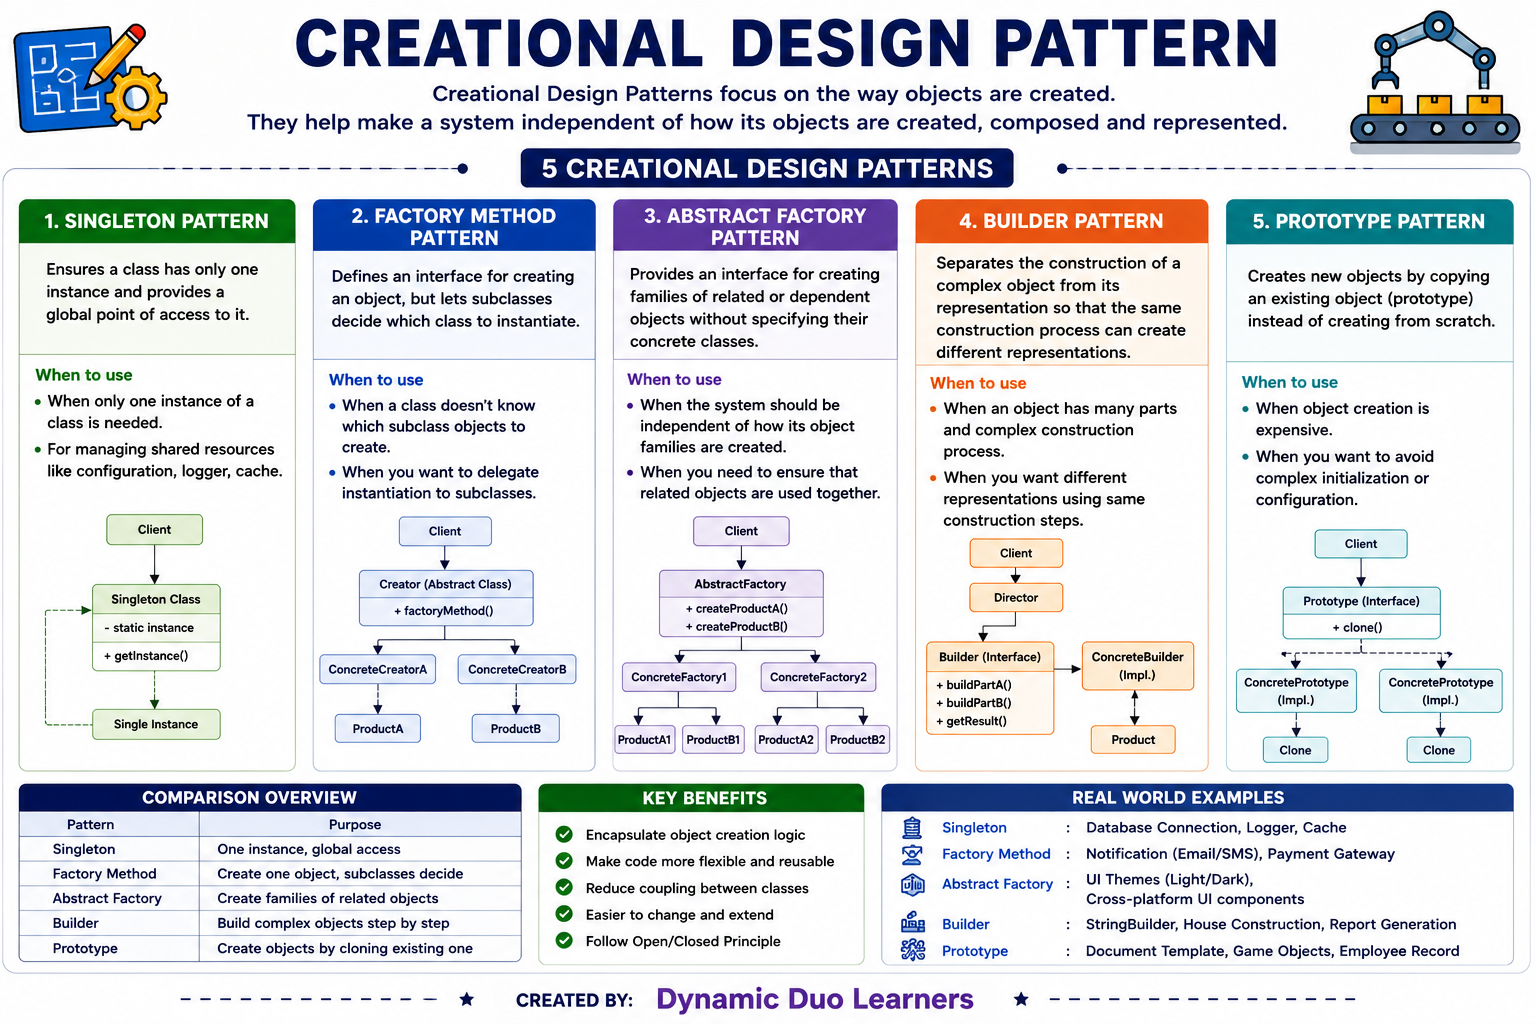 CREATIONAL DESIGN PATTERN
Creational Design Patterns focus on the way objects are created.
They help make a system independent of how its objects are created, composed and represented.
5 CREATIONAL DESIGN PATTERNS
1. SINGLETON PATTERN
Ensures a class has only one
instance and provides a
global point of access to it.
When to use
• When only one instance of a
class is needed.
• For managing shared resources
like configuration, logger, cache.
Client
Singleton Class
- static instance
+ getInstance()
Single Instance
2. FACTORY METHOD
PATTERN
Defines an interface for creating
an object, but lets subclasses
decide which class to instantiate.
When to use
• When a class doesn't know
which subclass objects to
create.
• When you want to delegate
instantiation to subclasses.
Client
Creator (Abstract Class)
+ factoryMethod()
ConcreteCreatorA
ConcreteCreatorB
ProductA
ProductB
3. ABSTRACT FACTORY
PATTERN
Provides an interface for creating
families of related or dependent
objects without specifying their
concrete classes.
When to use
• When the system should be
independent of how its object
families are created.
• When you need to ensure that
related objects are used together.
Client
AbstractFactory
+ createProductA()
+ createProductB()
ConcreteFactory1
ConcreteFactory2
ProductA1
ProductB1
ProductA2
ProductB2
4. BUILDER PATTERN
Separates the construction of a
complex object from its
representation so that the same
construction process can create
different representations.
When to use
• When an object has many parts
and complex construction
process.
• When you want different
representations using same
construction steps.
Client
Director
Builder (Interface)
+ buildPartA()
+ buildPartB()
+ getResult()
ConcreteBuilder
(Impl.)
Product
5. PROTOTYPE PATTERN
Creates new objects by copying
an existing object (prototype)
instead of creating from scratch.
When to use
• When object creation is
expensive.
• When you want to avoid
complex initialization or
configuration.
Client
Prototype (Interface)
+ clone()
ConcretePrototype
(Impl.)
ConcretePrototype
(Impl.)
Clone
Clone
COMPARISON OVERVIEW
Pattern Purpose
Singleton One instance, global access
Factory Method Create one object, subclasses decide
Abstract Factory Create families of related objects
Builder Build complex objects step by step
Prototype Create objects by cloning existing one
KEY BENEFITS
Encapsulate object creation logic
Make code more flexible and reusable
Reduce coupling between classes
Easier to change and extend
Follow Open/Closed Principle
REAL WORLD EXAMPLES
Singleton : Database Connection, Logger, Cache
Factory Method : Notification (Email/SMS), Payment Gateway
Abstract Factory : UI Themes (Light/Dark),
Cross-platform UI components
Builder : StringBuilder, House Construction, Report Generation
Prototype : Document Template, Game Objects, Employee Record
CREATED BY: Dynamic Duo Learners